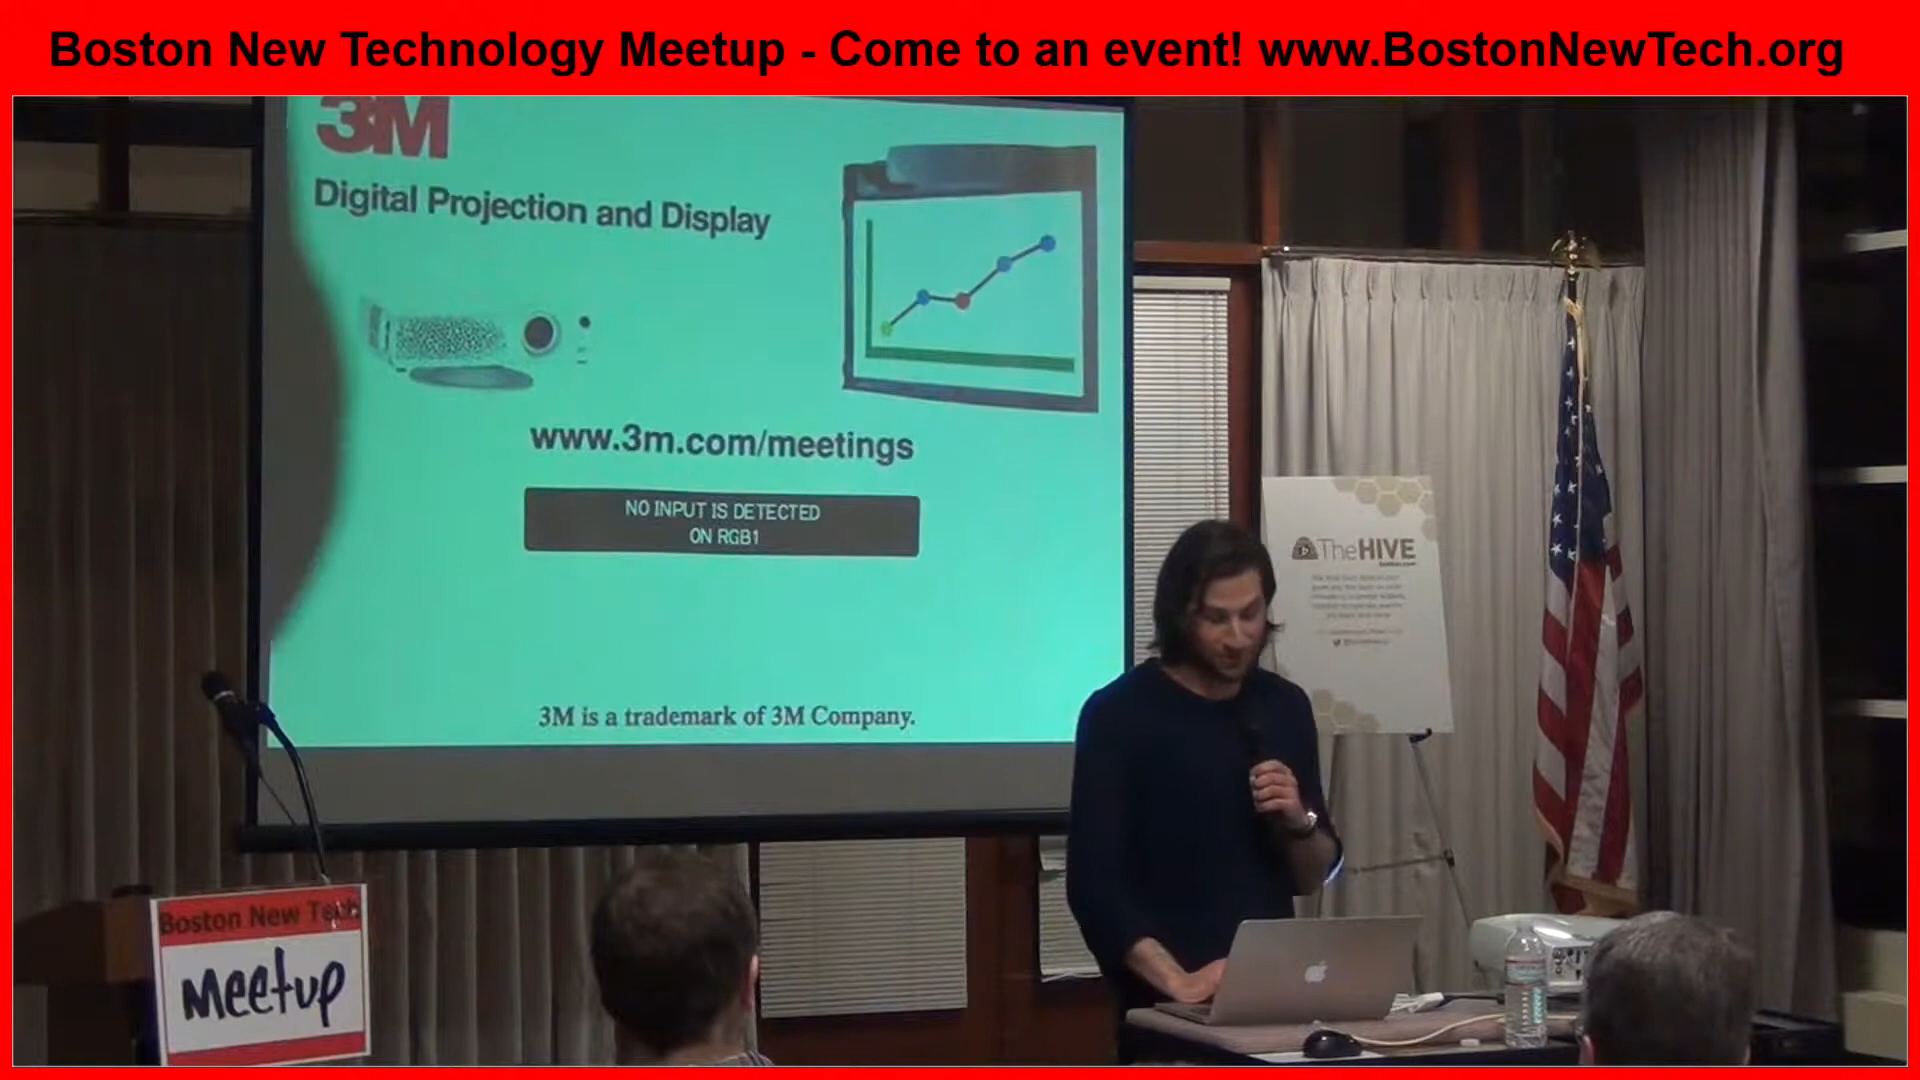 Boston New Technology Meetup - Come to an event! www.BostonNewTech.org
3M
Digital Projection and Display
www.3m.com/meetings
NO INPUT IS DETECTED
ON RGB1
3M is a trademark of 3M Company.
TheHIVE
Boston New Tech
meetup